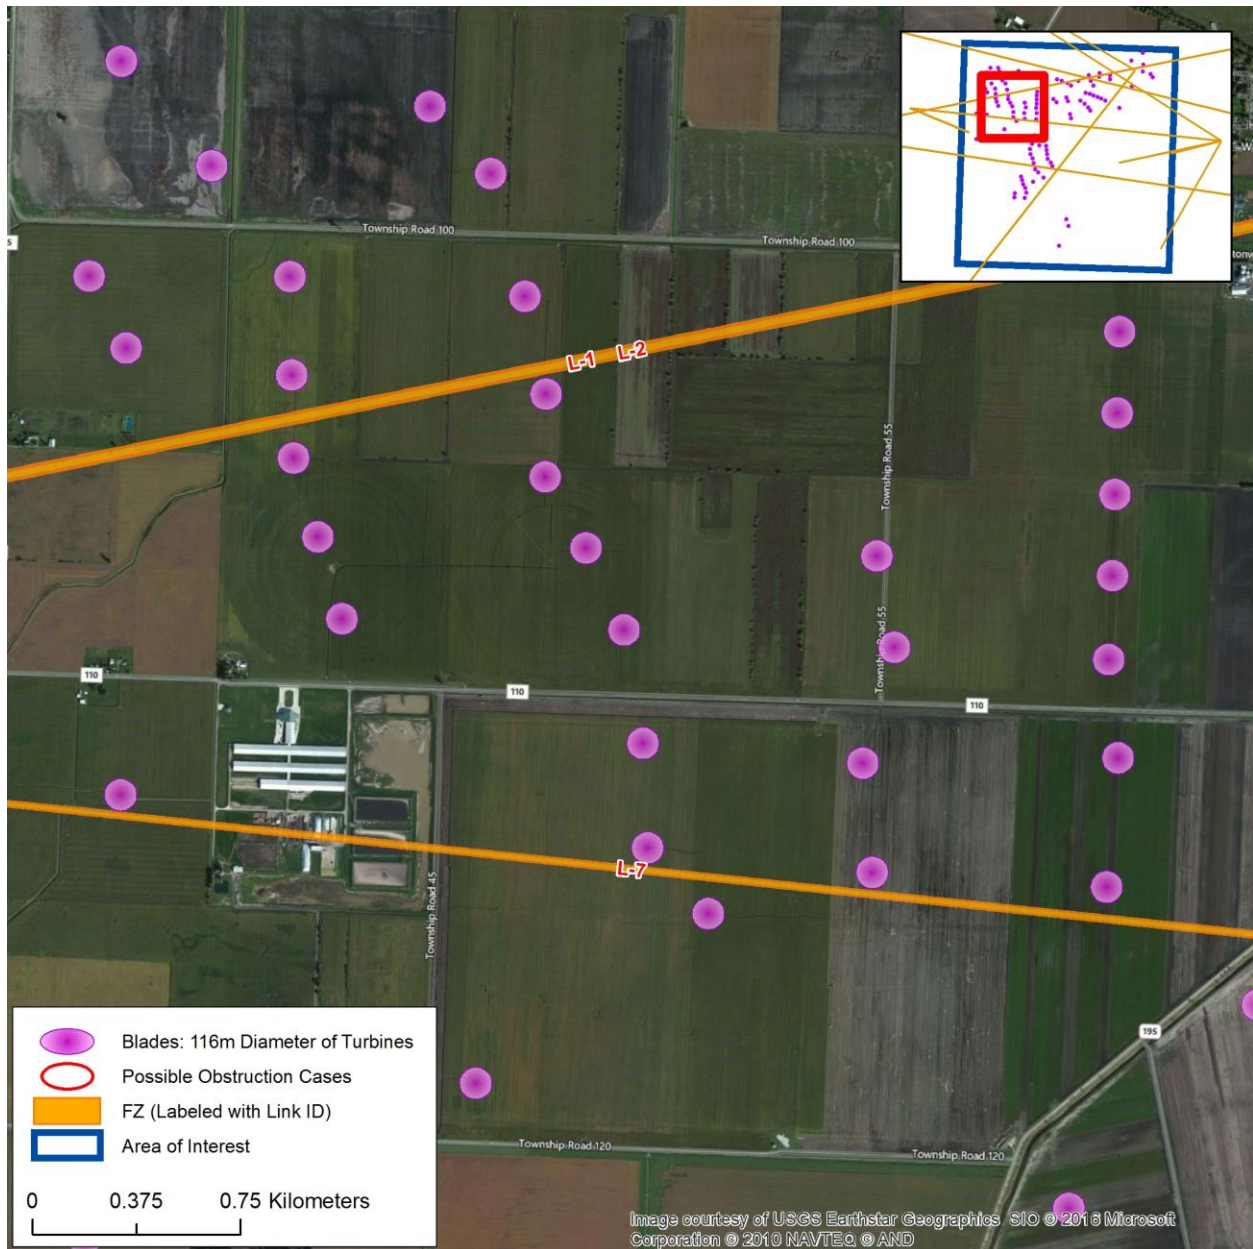 Township Road 100
Township Road 100
L-1
L-2
Township Road 55
Township Road 55
110
110
110
L-7
Township Road 45
195
Township Road 120
Township Road 120
Blades: 116m Diameter of Turbines
Possible Obstruction Cases
FZ (Labeled with Link ID)
Area of Interest
0 0.375 0.75 Kilometers
Image courtesy of USGS Earthstar Geographics SIO © 2016 Microsoft
Corporation © 2010 NAVTEQ © AND